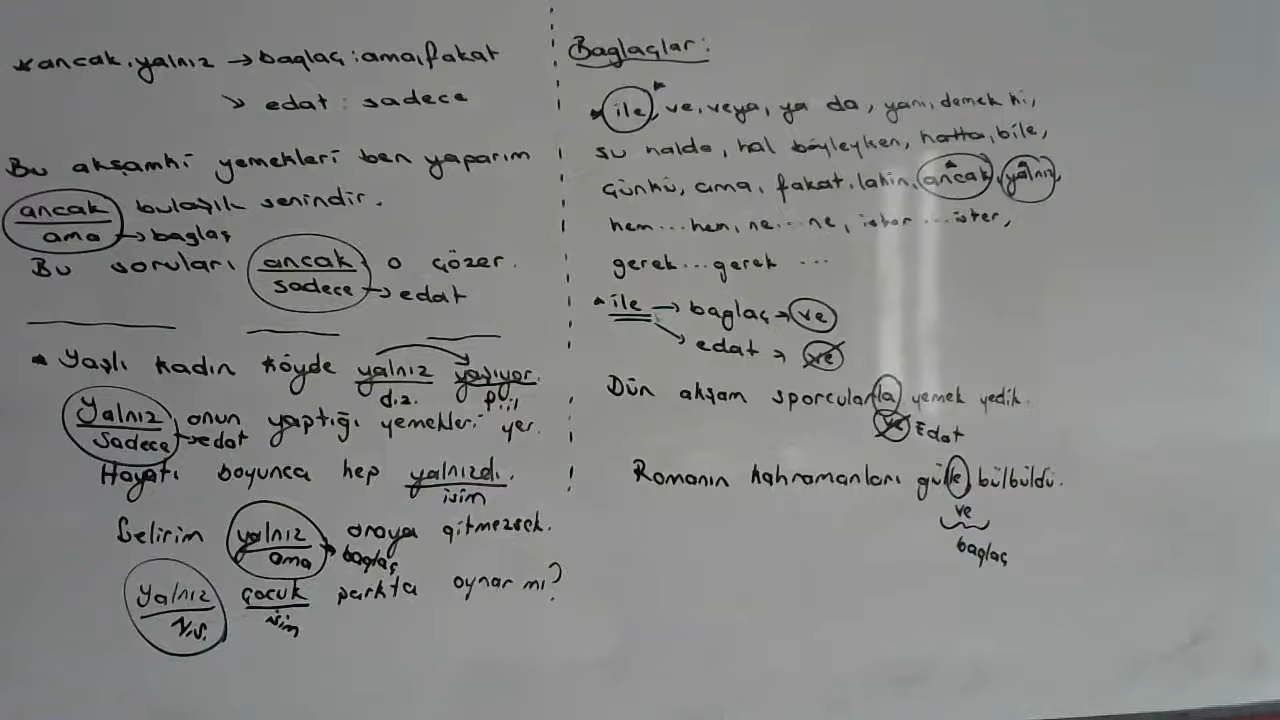 *ancak, yalnız → bağlaç : ama, fakat
↘ edat : sadece
Bu akşamki yemekleri ben yaparım
ancak bulaşık senindir.
ama → bağlaç
Bu soruları ancak o çözer.
sadece → edat
Yaşlı kadın köyde yalnız yaşıyor.
d.z. fiil
Yalnız onun yaptığı yemekleri yer.
sadece → edat
Hayatı boyunca hep yalnızdı.
isim
Gelirim yalnız oraya gitmezsek.
ama → bağlaç
Yalnız çocuk parkta oynar mı?
N.S. isim
Bağlaçlar:
ile, ve, veya, ya da, yani, demek ki,
şu halde, hal böyleyken, hatta, bile,
çünkü, ama, fakat, lakin, ancak, yalnız,
hem...hem, ne...ne, ister...ister,
gerek...gerek ...
ile → bağlaç → ve
→ edat → ve
Dün akşam sporcularla yemek yedik.
ve Edat
Romanın kahramanları gülle bülbüldü.
ve
bağlaç